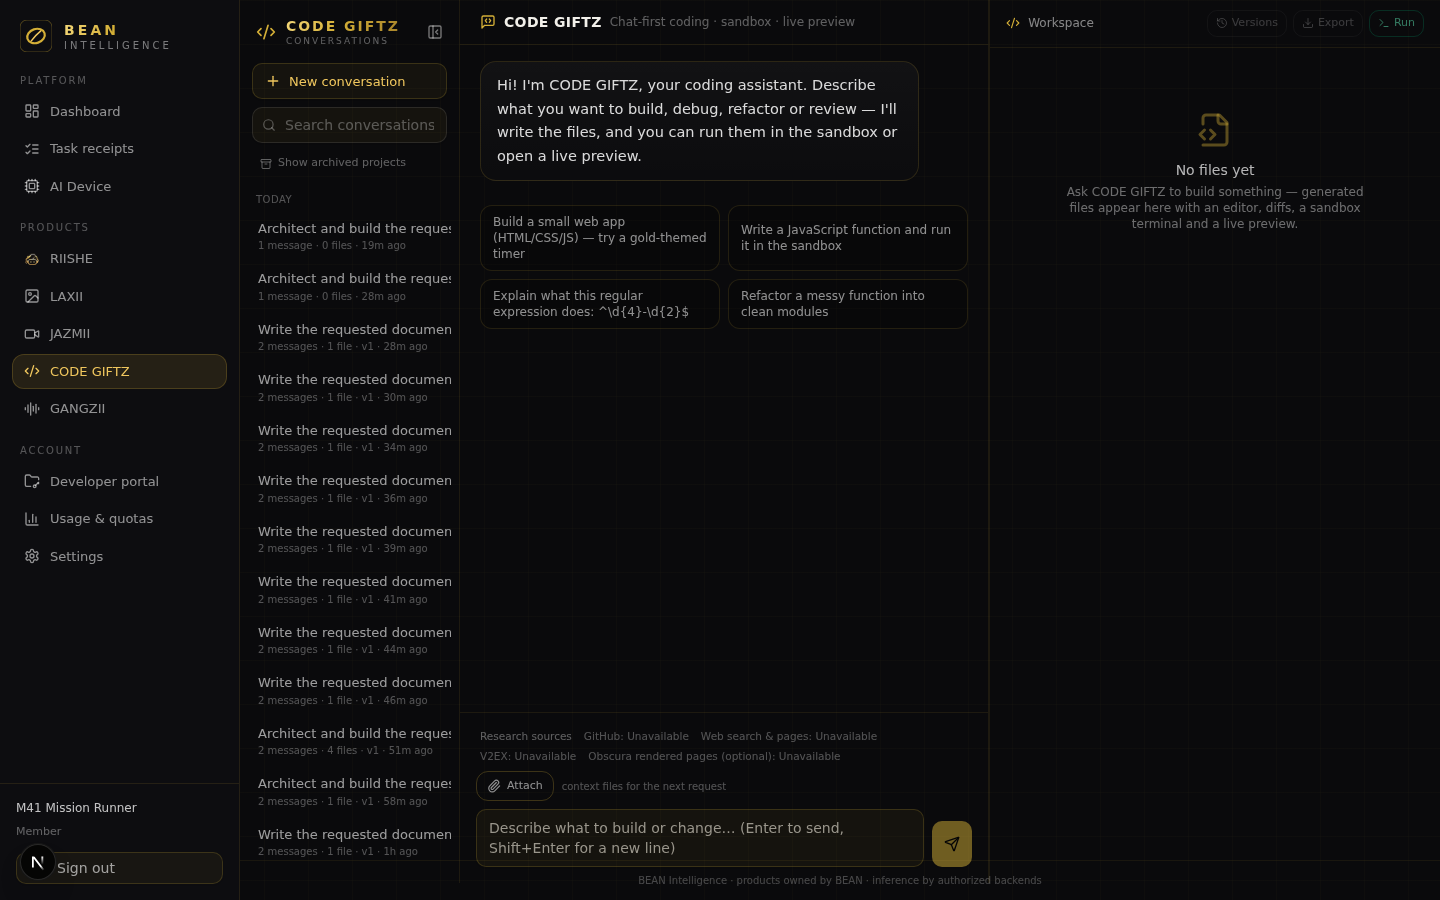 BEAN
INTELLIGENCE
PLATFORM
Dashboard
Task receipts
AI Device
PRODUCTS
RIISHE
LAXII
JAZMII
CODE GIFTZ
GANGZII
ACCOUNT
Developer portal
Usage & quotas
Settings
M41 Mission Runner
Member
N
Sign out
CODE GIFTZ
CONVERSATIONS
New conversation
Search conversations
Show archived projects
TODAY
Architect and build the reques
1 message · 0 files · 19m ago
Architect and build the reques
1 message · 0 files · 28m ago
Write the requested documen
2 messages · 1 file · v1 · 28m ago
Write the requested documen
2 messages · 1 file · v1 · 30m ago
Write the requested documen
2 messages · 1 file · v1 · 34m ago
Write the requested documen
2 messages · 1 file · v1 · 36m ago
Write the requested documen
2 messages · 1 file · v1 · 39m ago
Write the requested documen
2 messages · 1 file · v1 · 41m ago
Write the requested documen
2 messages · 1 file · v1 · 44m ago
Write the requested documen
2 messages · 1 file · v1 · 46m ago
Architect and build the reques
2 messages · 4 files · v1 · 51m ago
Architect and build the reques
2 messages · 1 file · v1 · 58m ago
Write the requested documen
2 messages · 1 file · v1 · 1h ago
CODE GIFTZ Chat-first coding · sandbox · live preview
Hi! I'm CODE GIFTZ, your coding assistant. Describe
what you want to build, debug, refactor or review — I'll
write the files, and you can run them in the sandbox or
open a live preview.
Build a small web app
(HTML/CSS/JS) — try a gold-themed
timer
Write a JavaScript function and run
it in the sandbox
Explain what this regular
expression does: ^\d{4}-\d{2}$
Refactor a messy function into
clean modules
Research sources GitHub: Unavailable Web search & pages: Unavailable
V2EX: Unavailable Obscura rendered pages (optional): Unavailable
Attach context files for the next request
Describe what to build or change... (Enter to send,
Shift+Enter for a new line)
BEAN Intelligence · products owned by BEAN · inference by authorized backends
Workspace
Versions
Export
Run
No files yet
Ask CODE GIFTZ to build something — generated
files appear here with an editor, diffs, a sandbox
terminal and a live preview.